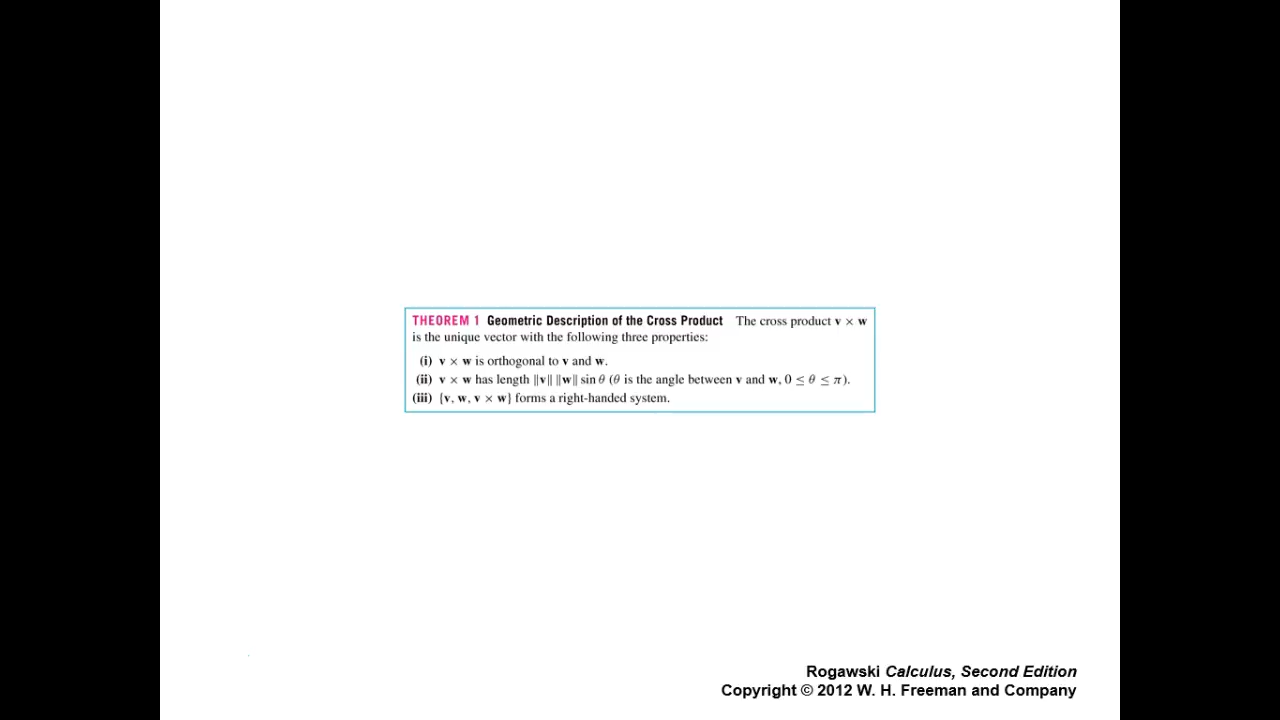 THEOREM 1 Geometric Description of the Cross Product The cross product v × w
is the unique vector with the following three properties:
(i) v × w is orthogonal to v and w.
(ii) v × w has length ‖v‖ ‖w‖ sin θ (θ is the angle between v and w, 0 ≤ θ ≤ π).
(iii) {v, w, v × w} forms a right-handed system.
Rogawski Calculus, Second Edition
Copyright © 2012 W. H. Freeman and Company